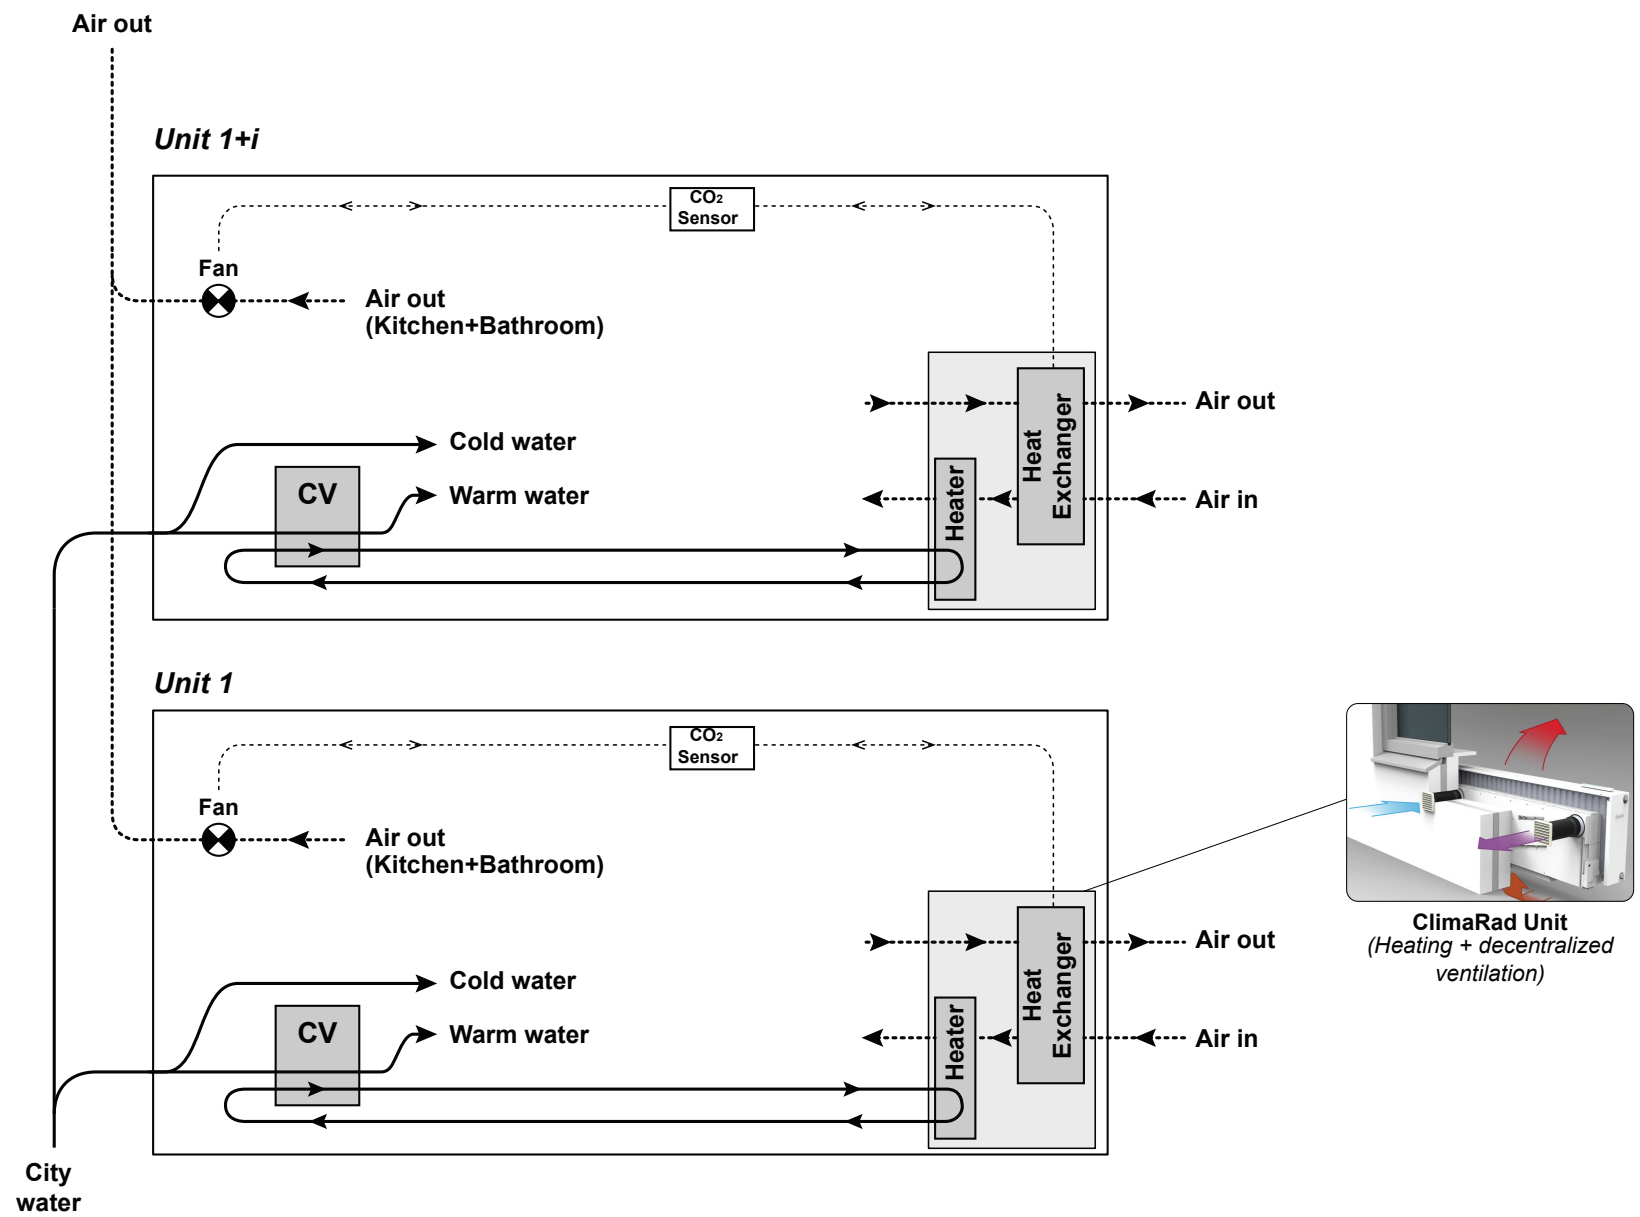 Air out
Unit 1+i
CO2
Sensor
Fan
Air out
(Kitchen+Bathroom)
Heat
Exchanger
Air out
Cold water
CV
Warm water
Heater
Air in
Unit 1
CO2
Sensor
Fan
Air out
(Kitchen+Bathroom)
Heat
Exchanger
Air out
Cold water
CV
Warm water
Heater
Air in
ClimaRad Unit
(Heating + decentralized
ventilation)
City
water